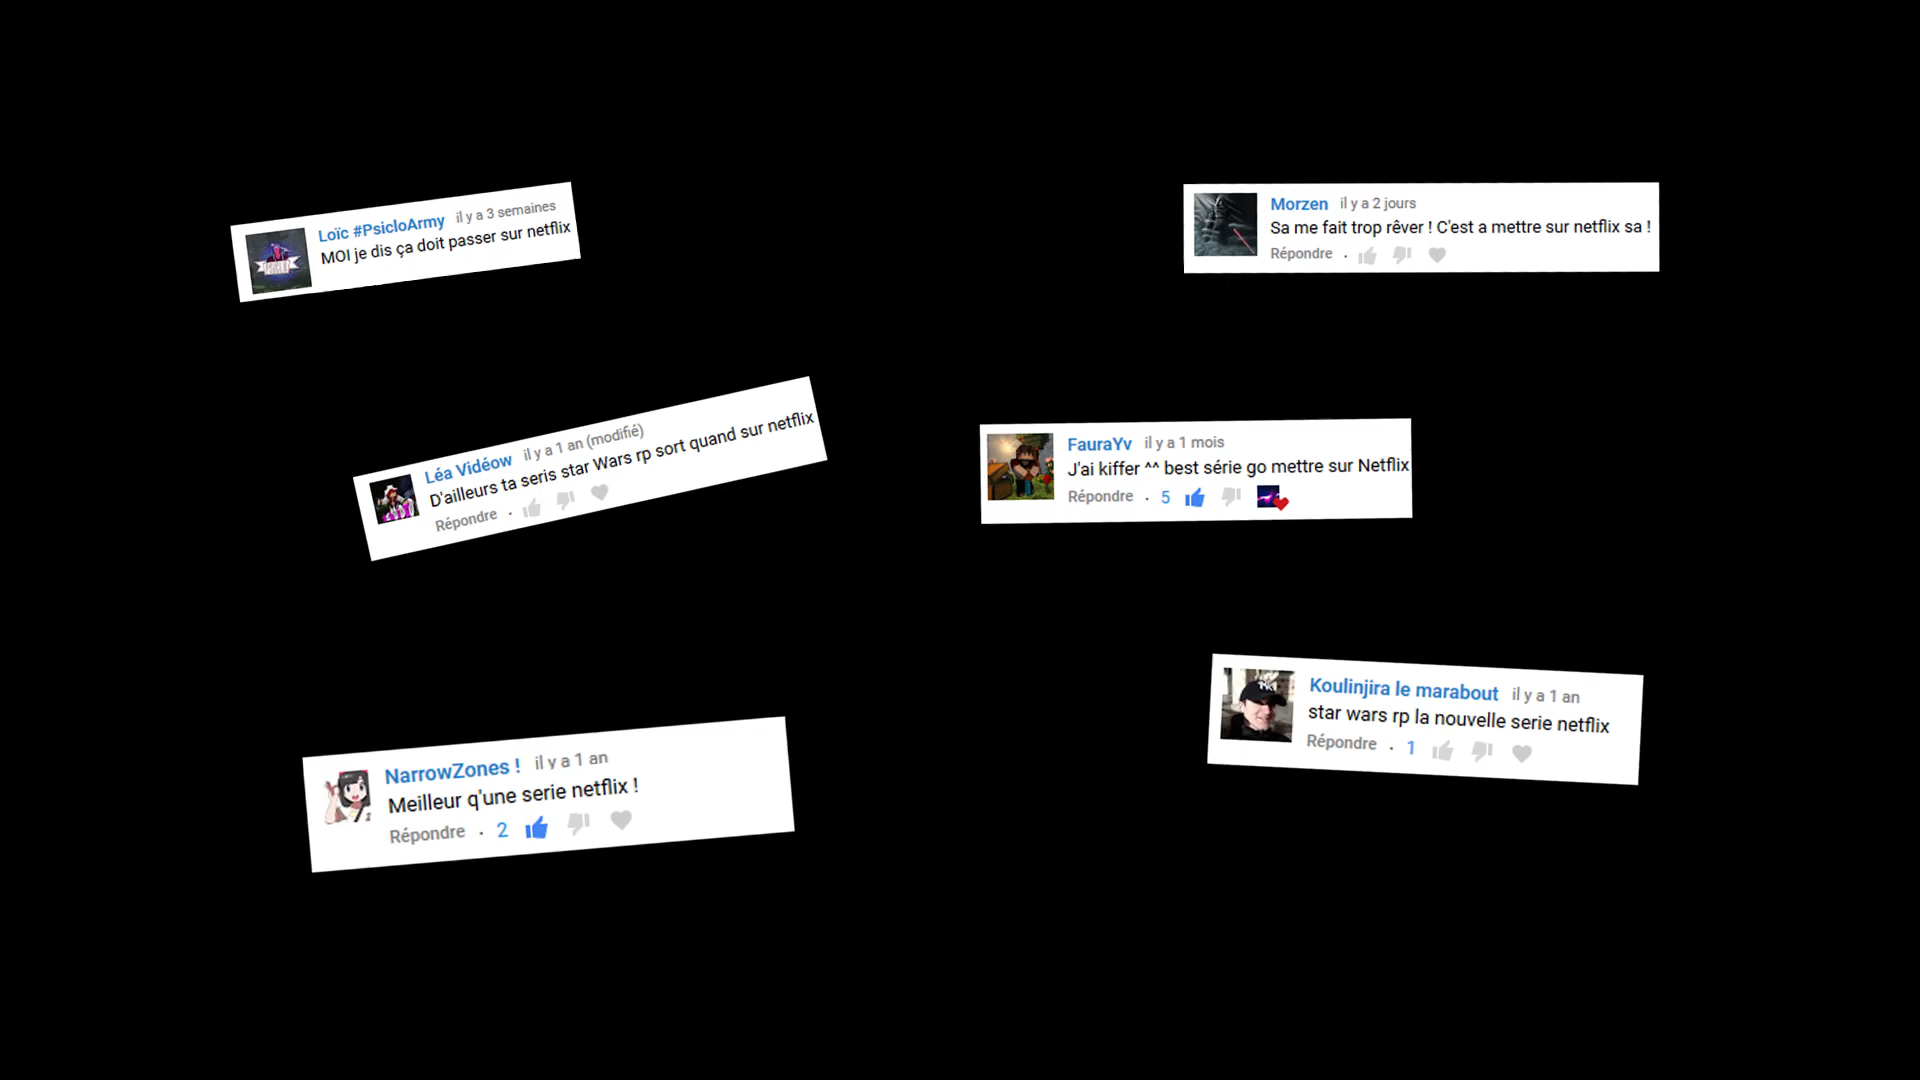 Loïc #PsicloArmy il y a 3 semaines
MOI je dis ça doit passer sur netflix
Morzen il y a 2 jours
Sa me fait trop rêver ! C'est a mettre sur netflix sa !
Répondre .
Léa Vidéow il y a 1 an (modifié)
D'ailleurs ta seris star Wars rp sort quand sur netflix
Répondre .
FauraYv il y a 1 mois
J'ai kiffer ^^ best série go mettre sur Netflix
Répondre . 5
NarrowZones ! il y a 1 an
Meilleur q'une serie netflix !
Répondre . 2
Koulinjira le marabout il y a 1 an
star wars rp la nouvelle serie netflix
Répondre . 1